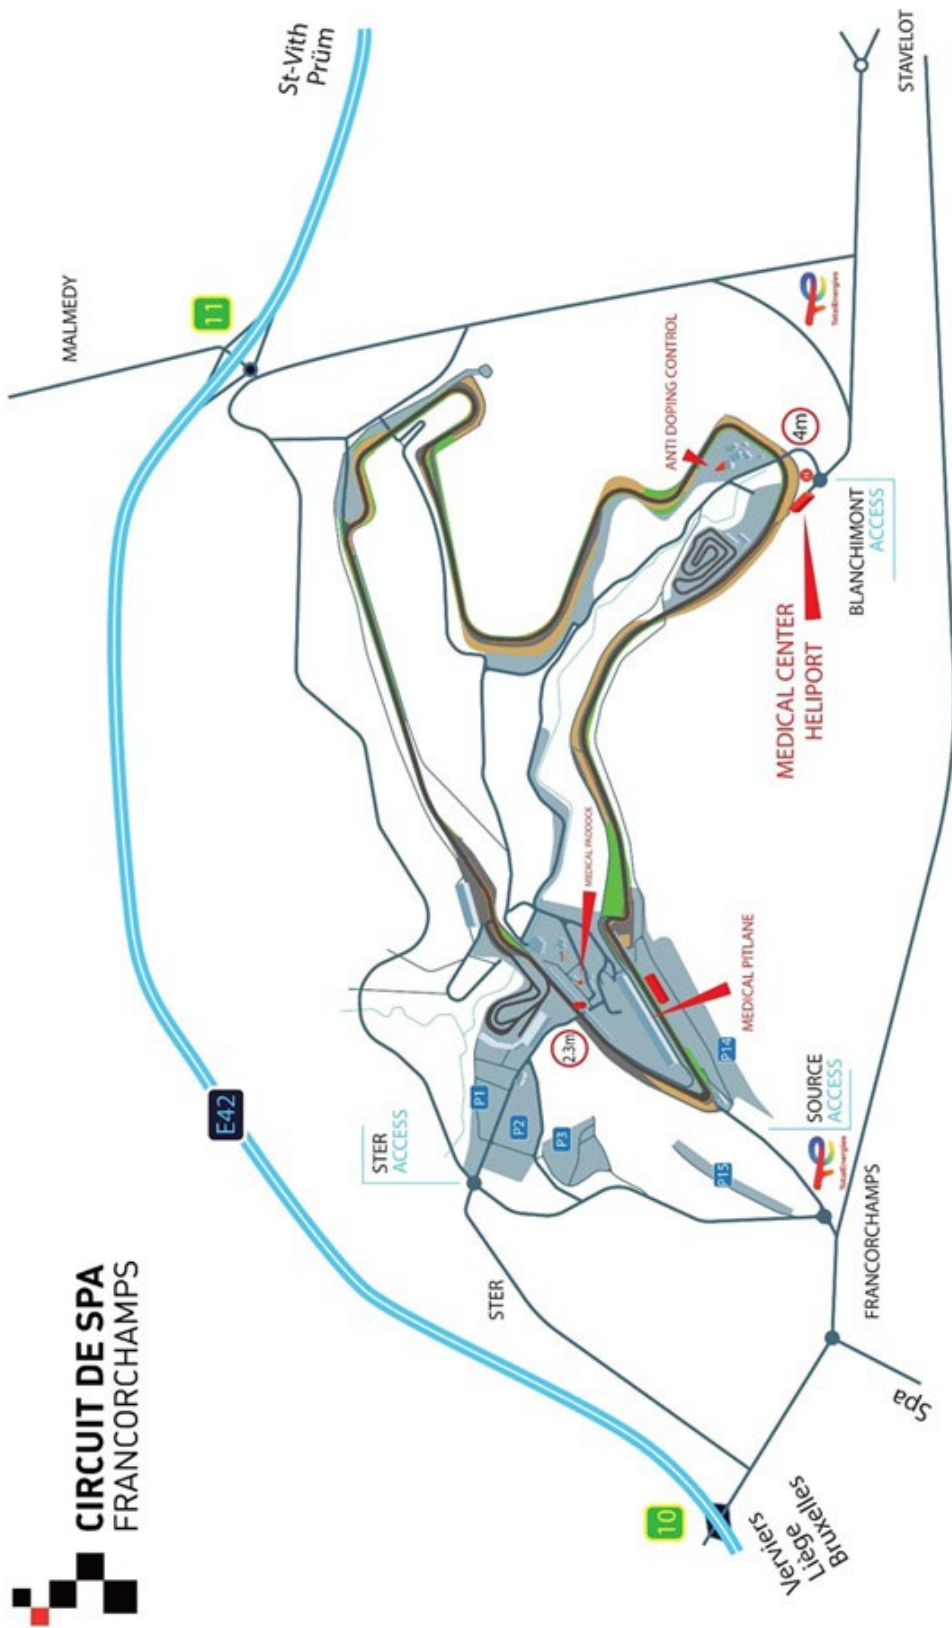 CIRCUIT DE SPA
FRANCORCHAMPS
MALMEDY
11
St-Vith
Prüm
E42
STER
ACCESS
STER
P1
P2
P3
2.3m
MEDICAL PADDOCK
ANTI DOPING CONTROL
4m
TotalEnergies
STAVELOT
BLANCHIMONT
ACCESS
MEDICAL CENTER
HELIPORT
MEDICAL PITLANE
P14
P15
SOURCE
ACCESS
TotalEnergies
FRANCORCHAMPS
10
Verviers
Liège
Bruxelles
Spa